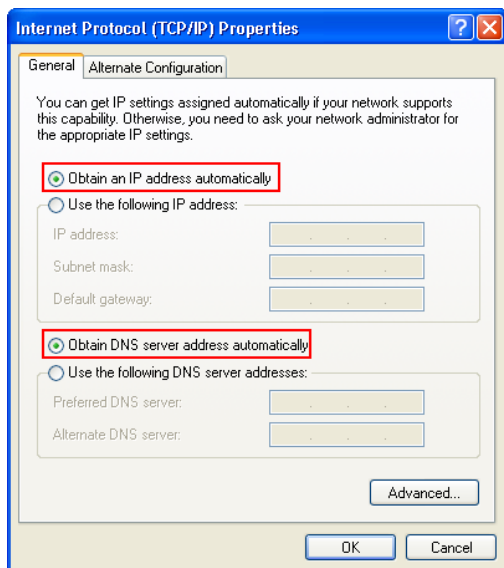 Internet Protocol (TCP/IP) Properties
General
Alternate Configuration
You can get IP settings assigned automatically if your network supports
this capability. Otherwise, you need to ask your network administrator for
the appropriate IP settings.
Obtain an IP address automatically
Use the following IP address:
IP address:
Subnet mask:
Default gateway:
Obtain DNS server address automatically
Use the following DNS server addresses:
Preferred DNS server:
Alternate DNS server:
Advanced...
OK
Cancel